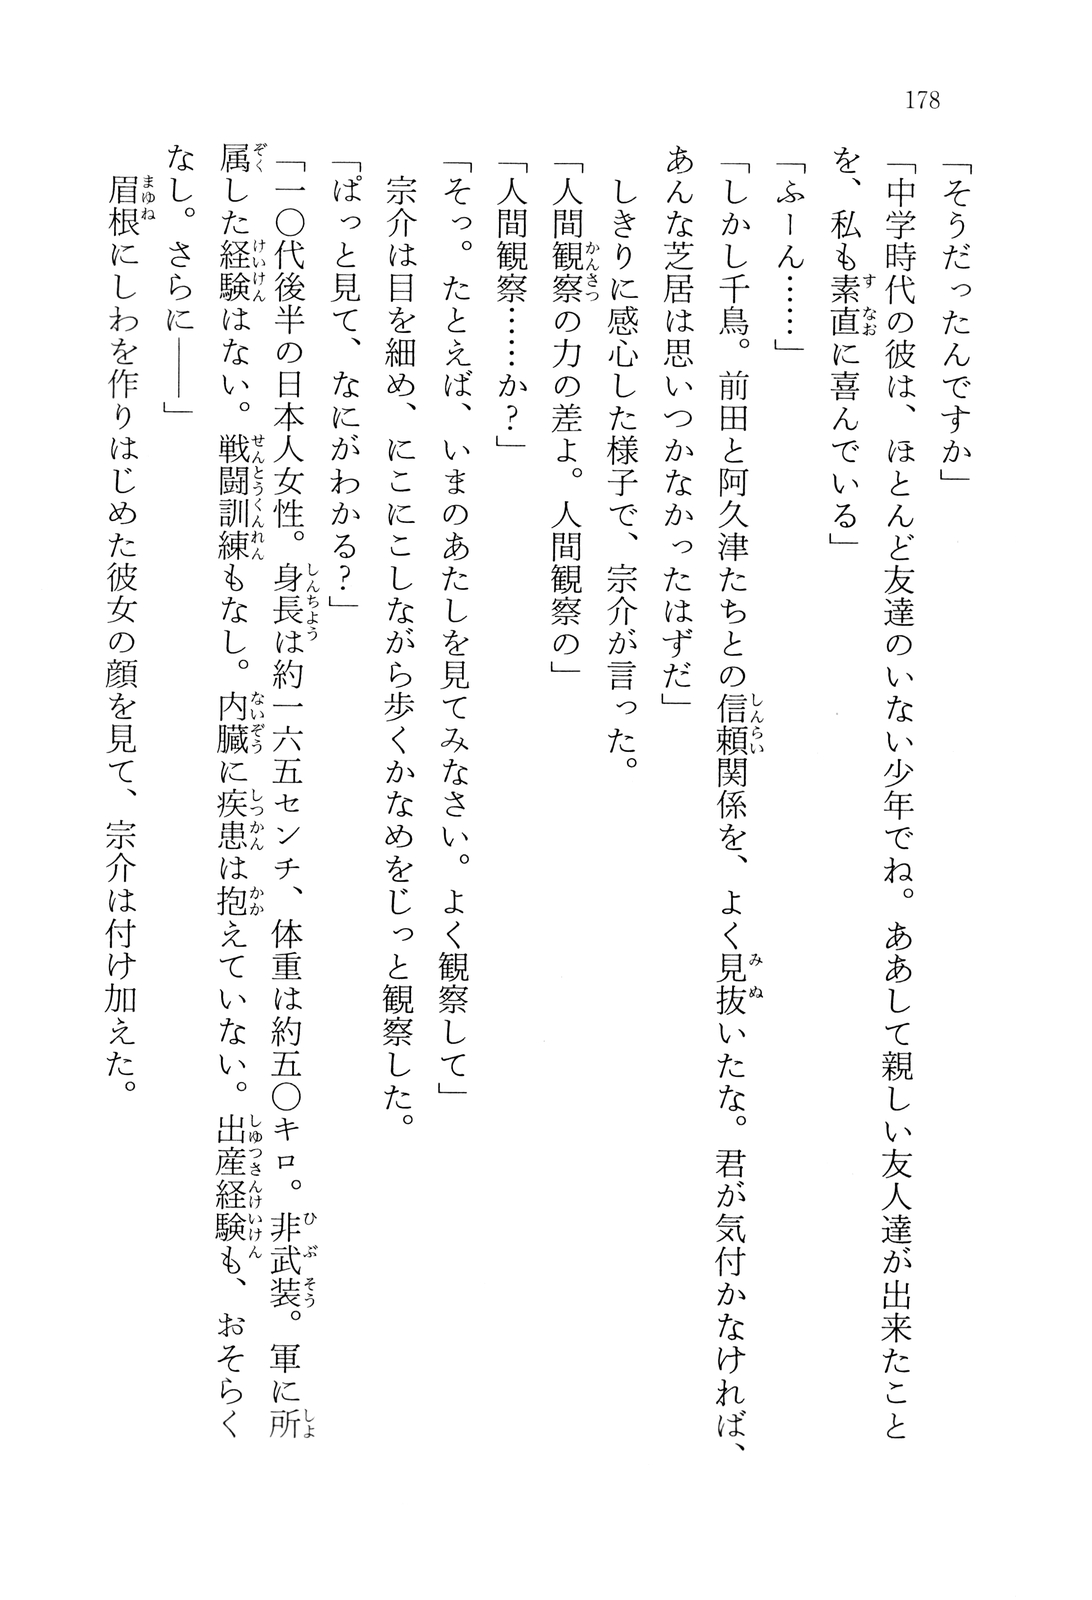 178
「そうだったんですか」
「中学時代の彼は、ほとんど友達のいない少年でね。ああして親しい友人達が出来たこと
を、私も素直に喜んでいる」
「ふーん……」
「しかし千鳥。前田と阿久津たちとの信頼関係を、よく見抜いたな。君が気付かなければ、
あんな芝居は思いつかなかったはずだ」
しきりに感心した様子で、宗介が言った。
「人間観察の力の差よ。人間観察の」
「人間観察……か？」
「そっ。たとえば、いまのあたしを見てみなさい。よく観察して」
宗介は目を細め、にこにこしながら歩くかなめをじっと観察した。
「ぱっと見て、なにがわかる？」
「一〇代後半の日本人女性。身長は約一六五センチ、体重は約五〇キロ。非武装。軍に所
属した経験はない。戦闘訓練もなし。内臓に疾患は抱えていない。出産経験も、おそらく
なし。さらに――」
眉根にしわを作りはじめた彼女の顔を見て、宗介は付け加えた。